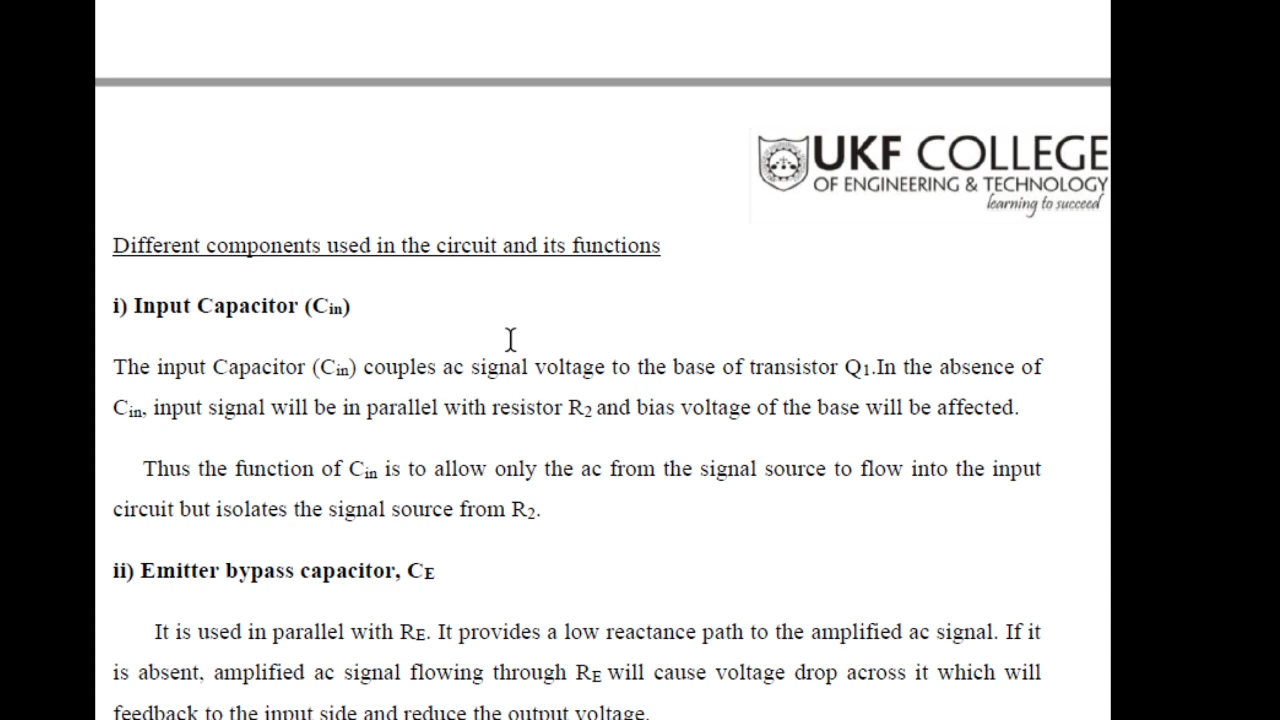 UKF COLLEGE
OF ENGINEERING & TECHNOLOGY
learning to succeed
Different components used in the circuit and its functions
i) Input Capacitor (Cin)
The input Capacitor (Cin) couples ac signal voltage to the base of transistor Q1.In the absence of
Cin, input signal will be in parallel with resistor R2 and bias voltage of the base will be affected.
Thus the function of Cin is to allow only the ac from the signal source to flow into the input
circuit but isolates the signal source from R2.
ii) Emitter bypass capacitor, CE
It is used in parallel with RE. It provides a low reactance path to the amplified ac signal. If it
is absent, amplified ac signal flowing through RE will cause voltage drop across it which will
feedback to the input side and reduce the output voltage.